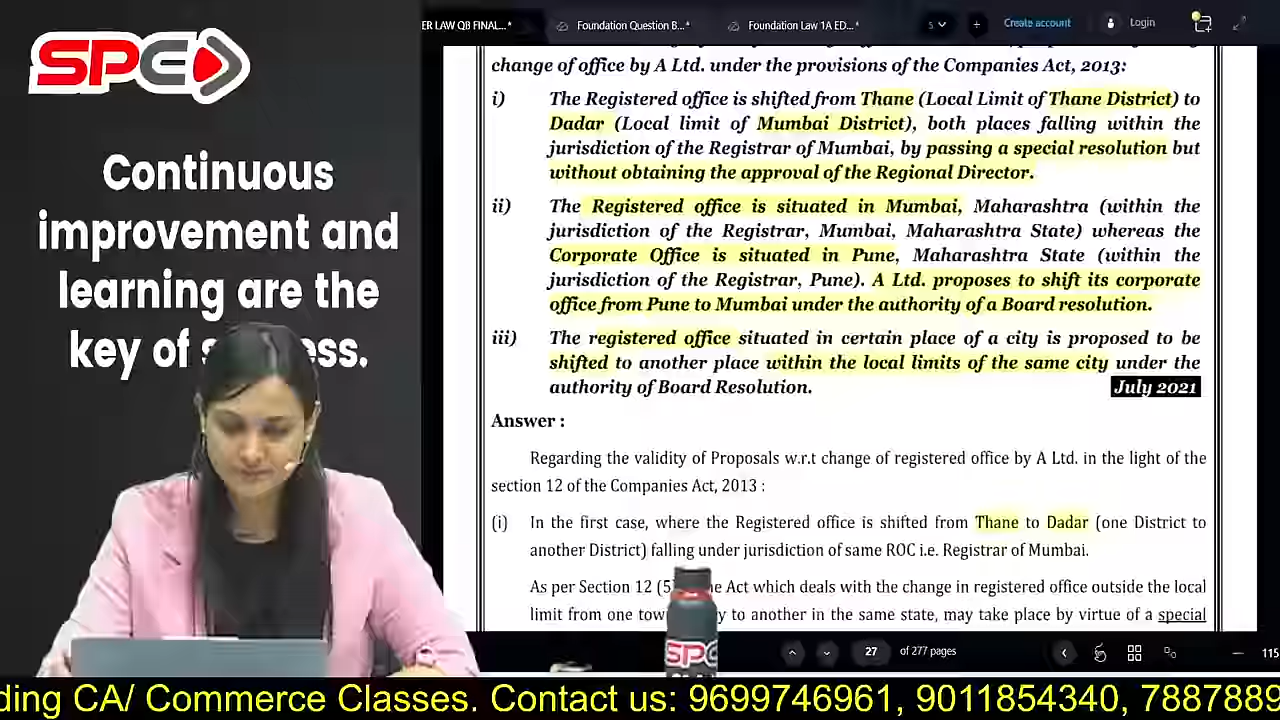 ER LAW QB FINAL...*
Foundation Question B...*
Foundation Law 1A ED...*
5
Create account
Login
SPC
Continuous
improvement and
learning are the
key of s
ess.
change of office by A Ltd. under the provisions of the Companies Act, 2013:
i) The Registered office is shifted from Thane (Local Limit of Thane District) to
Dadar (Local limit of Mumbai District), both places falling within the
jurisdiction of the Registrar of Mumbai, by passing a special resolution but
without obtaining the approval of the Regional Director.
ii) The Registered office is situated in Mumbai, Maharashtra (within the
jurisdiction of the Registrar, Mumbai, Maharashtra State) whereas the
Corporate Office is situated in Pune, Maharashtra State (within the
jurisdiction of the Registrar, Pune). A Ltd. proposes to shift its corporate
office from Pune to Mumbai under the authority of a Board resolution.
iii) The registered office situated in certain place of a city is proposed to be
shifted to another place within the local limits of the same city under the
authority of Board Resolution. July 2021
Answer :
Regarding the validity of Proposals w.r.t change of registered office by A Ltd. in the light of the
section 12 of the Companies Act, 2013 :
(i) In the first case, where the Registered office is shifted from Thane to Dadar (one District to
another District) falling under jurisdiction of same ROC i.e. Registrar of Mumbai.
As per Section 12 (5) Act which deals with the change in registered office outside the local
limit from one tow y to another in the same state, may take place by virtue of a special
SPC
27 of 277 pages
115
ding CA/ Commerce Classes. Contact us: 9699746961, 9011854340, 7887889